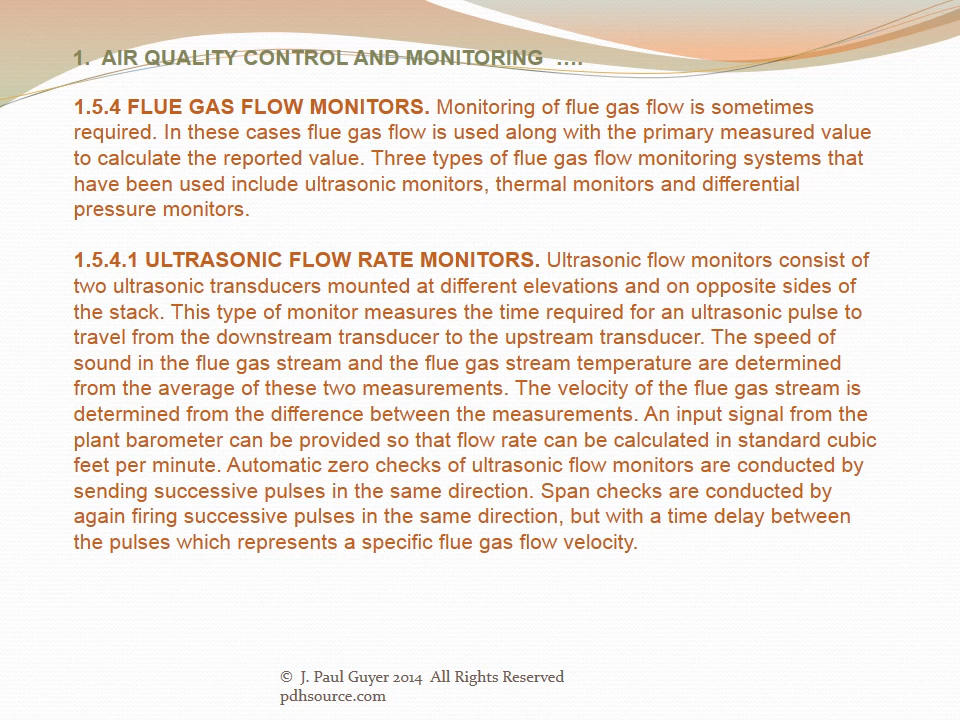 1.  AIR QUALITY CONTROL AND MONITORING  ....
1.5.4 FLUE GAS FLOW MONITORS. Monitoring of flue gas flow is sometimes
required. In these cases flue gas flow is used along with the primary measured value
to calculate the reported value. Three types of flue gas flow monitoring systems that
have been used include ultrasonic monitors, thermal monitors and differential
pressure monitors.
1.5.4.1 ULTRASONIC FLOW RATE MONITORS. Ultrasonic flow monitors consist of
two ultrasonic transducers mounted at different elevations and on opposite sides of
the stack. This type of monitor measures the time required for an ultrasonic pulse to
travel from the downstream transducer to the upstream transducer. The speed of
sound in the flue gas stream and the flue gas stream temperature are determined
from the average of these two measurements. The velocity of the flue gas stream is
determined from the difference between the measurements. An input signal from the
plant barometer can be provided so that flow rate can be calculated in standard cubic
feet per minute. Automatic zero checks of ultrasonic flow monitors are conducted by
sending successive pulses in the same direction. Span checks are conducted by
again firing successive pulses in the same direction, but with a time delay between
the pulses which represents a specific flue gas flow velocity.
©  J. Paul Guyer 2014  All Rights Reserved
pdhsource.com